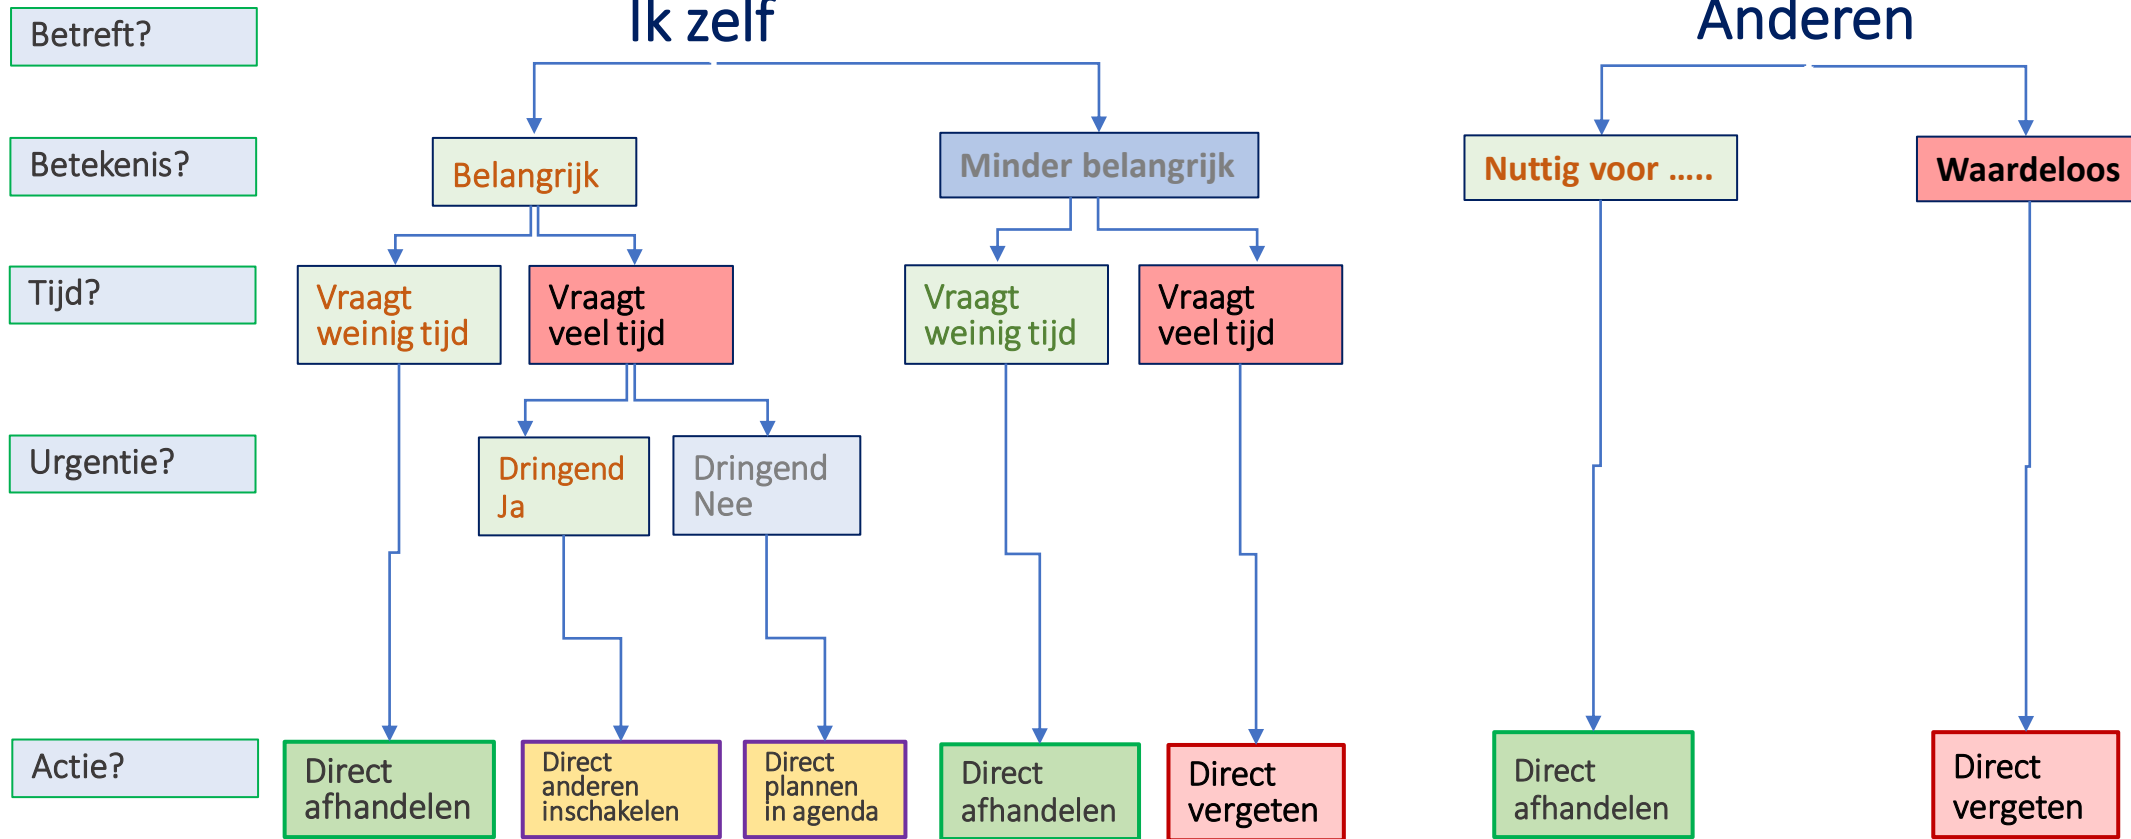 Betreft?
Ik zelf
Anderen
Betekenis?
Belangrijk
Minder belangrijk
Nuttig voor .....
Waardeloos
Tijd?
Vraagt
weinig tijd
Vraagt
veel tijd
Vraagt
weinig tijd
Vraagt
veel tijd
Urgentie?
Dringend
Ja
Dringend
Nee
Actie?
Direct
afhandelen
Direct
anderen
inschakelen
Direct
plannen
in agenda
Direct
afhandelen
Direct
vergeten
Direct
afhandelen
Direct
vergeten